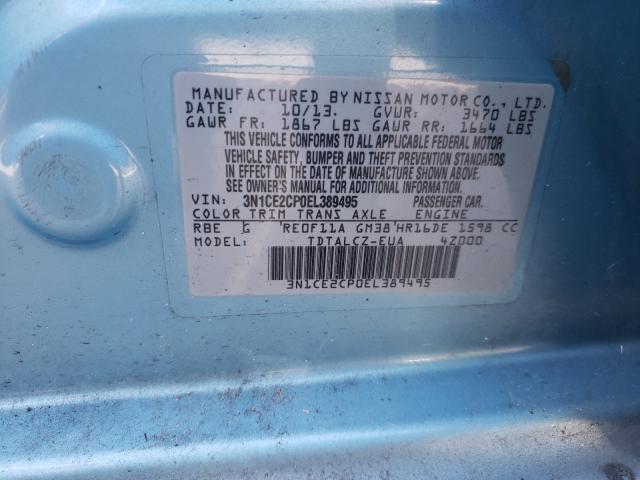 MANUFACTURED BY NISSAN MOTOR CO., LTD.
DATE: 10/13. GVWR: 3470 LBS
GAWR FR: 1867 LBS GAWR RR: 1664 LBS
THIS VEHICLE CONFORMS TO ALL APPLICABLE FEDERAL MOTOR
VEHICLE SAFETY, BUMPER AND THEFT PREVENTION STANDARDS
IN EFFECT ON THE DATE OF MANUFACTURE SHOWN ABOVE.
SEE OWNER'S MANUAL FOR ADDITIONAL INFORMATION.
VIN: 3N1CE2CP0EL389495 PASSENGER CAR.
COLOR TRIM TRANS AXLE ENGINE
RBE G RE0F11A GM38 HR16DE 1598 CC
MODEL: TDTALCZ-EUA 4Z000
3N1CE2CP0EL389495